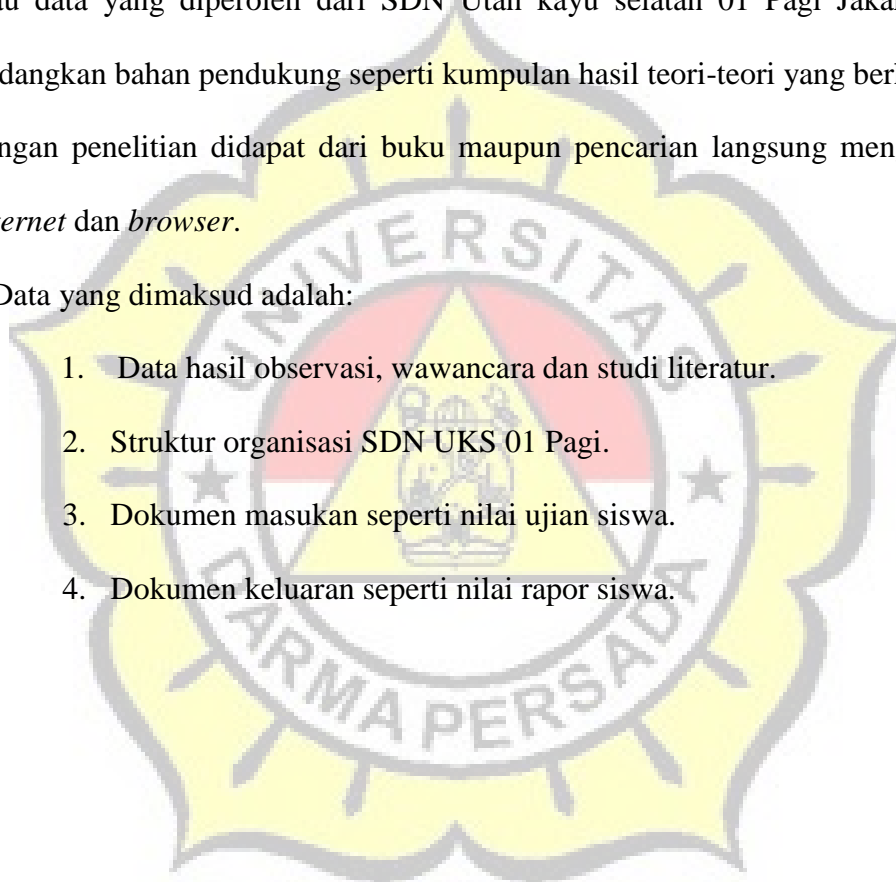 data yang diperoleh dari SDN Utan kayu selatan 01 Pagi
bahan pendukung seperti kumpulan hasil teori-teori yang
penelitian didapat dari buku maupun pencarian langsung
dan browser.
Data yang dimaksud adalah:
1. Data hasil observasi, wawancara dan studi literatur.
2. Struktur organisasi SDN UKS 01 Pagi.
3. Dokumen masukan seperti nilai ujian siswa.
4. Dokumen keluaran seperti nilai rapor siswa.
UNIVERSITAS
DARMA PERSADA